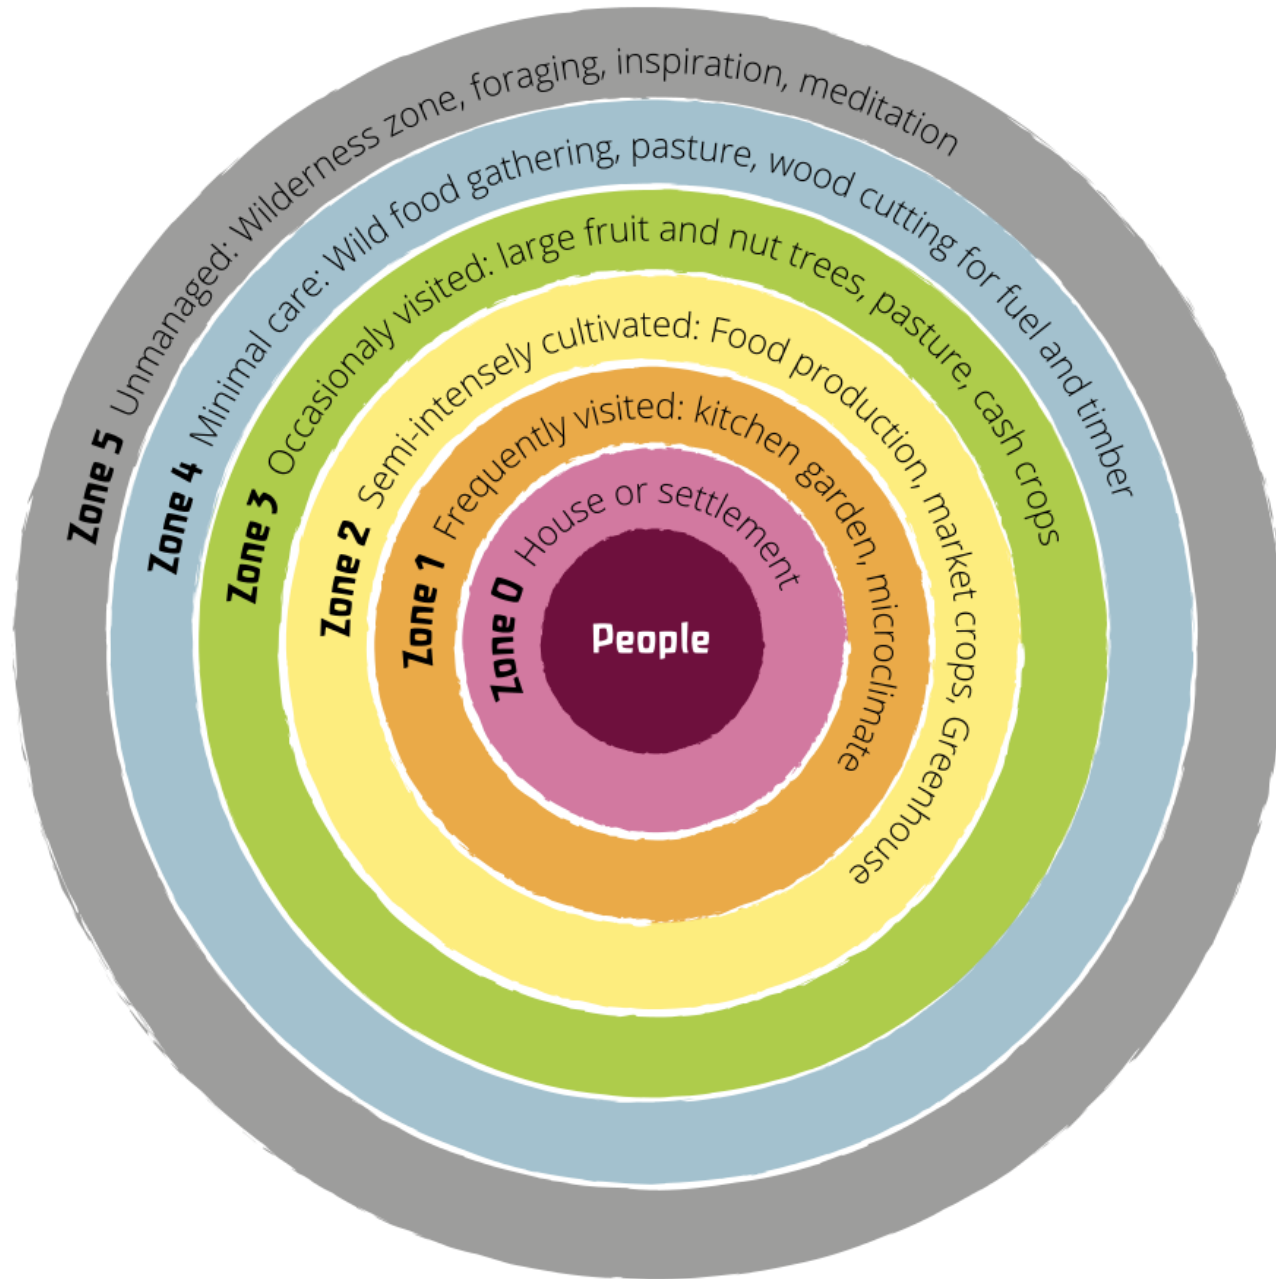 Zone 5 Unmanaged: Wilderness zone, foraging, inspiration, meditation
Zone 4 Minimal care: Wild food gathering, pasture, wood cutting for fuel and timber
Zone 3 Occasionaly visited: large fruit and nut trees, pasture, cash crops
Zone 2 Semi-intensely cultivated: Food production, market crops, Greenhouse
Zone 1 Frequently visited: kitchen garden, microclimate
Zone 0 House or settlement
People